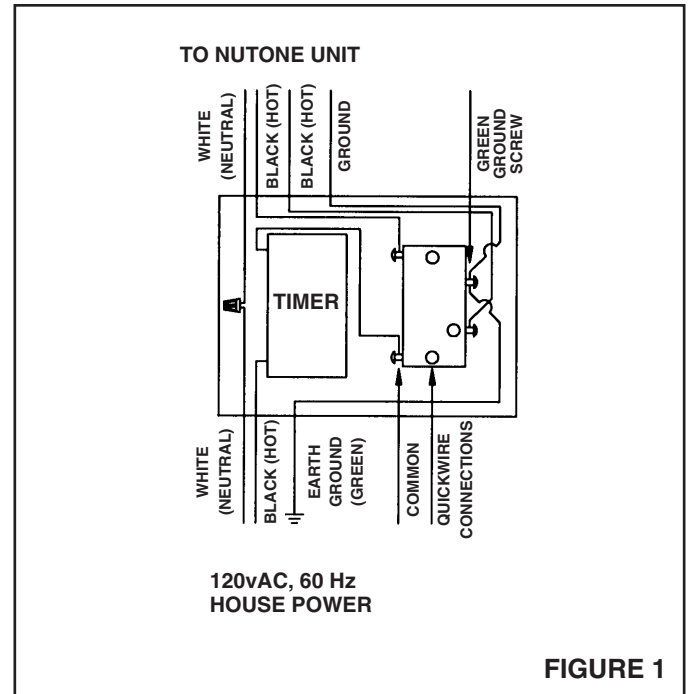 TO NUTONE UNIT
WHITE
(NEUTRAL)
BLACK (HOT)
BLACK (HOT)
GROUND
GREEN
GROUND
SCREW
TIMER
WHITE
(NEUTRAL)
BLACK (HOT)
EARTH
GROUND
(GREEN)
COMMON
QUICKWIRE
CONNECTIONS
120vAC, 60 Hz
HOUSE POWER
FIGURE 1